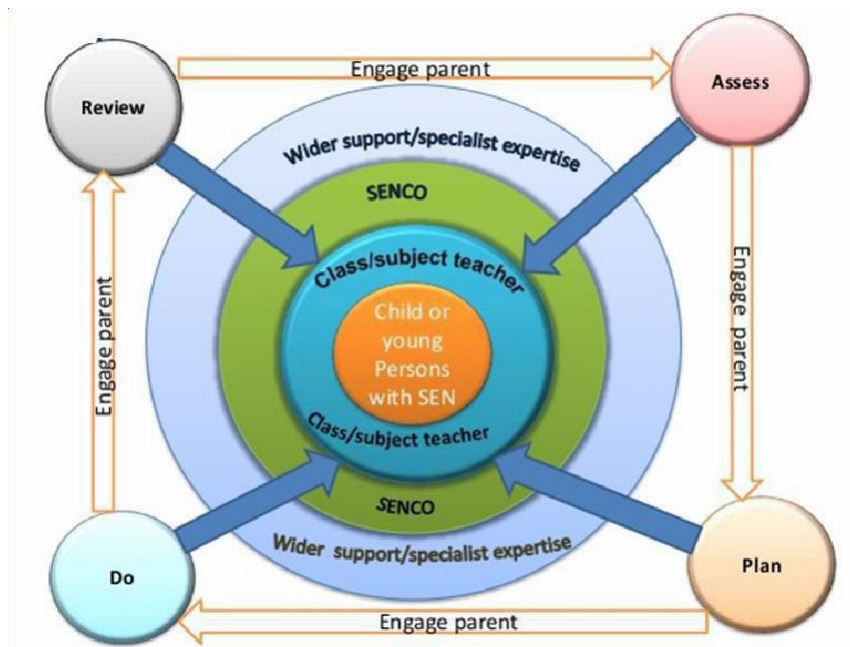 Engage parent
Review
Assess
Wider support/specialist expertise
SENCO
Class/subject teacher
Child or
young
Persons
with SEN
Engage parent
Engage parent
Class/subject teacher
SENCO
Wider support/specialist expertise
Do
Plan
Engage parent